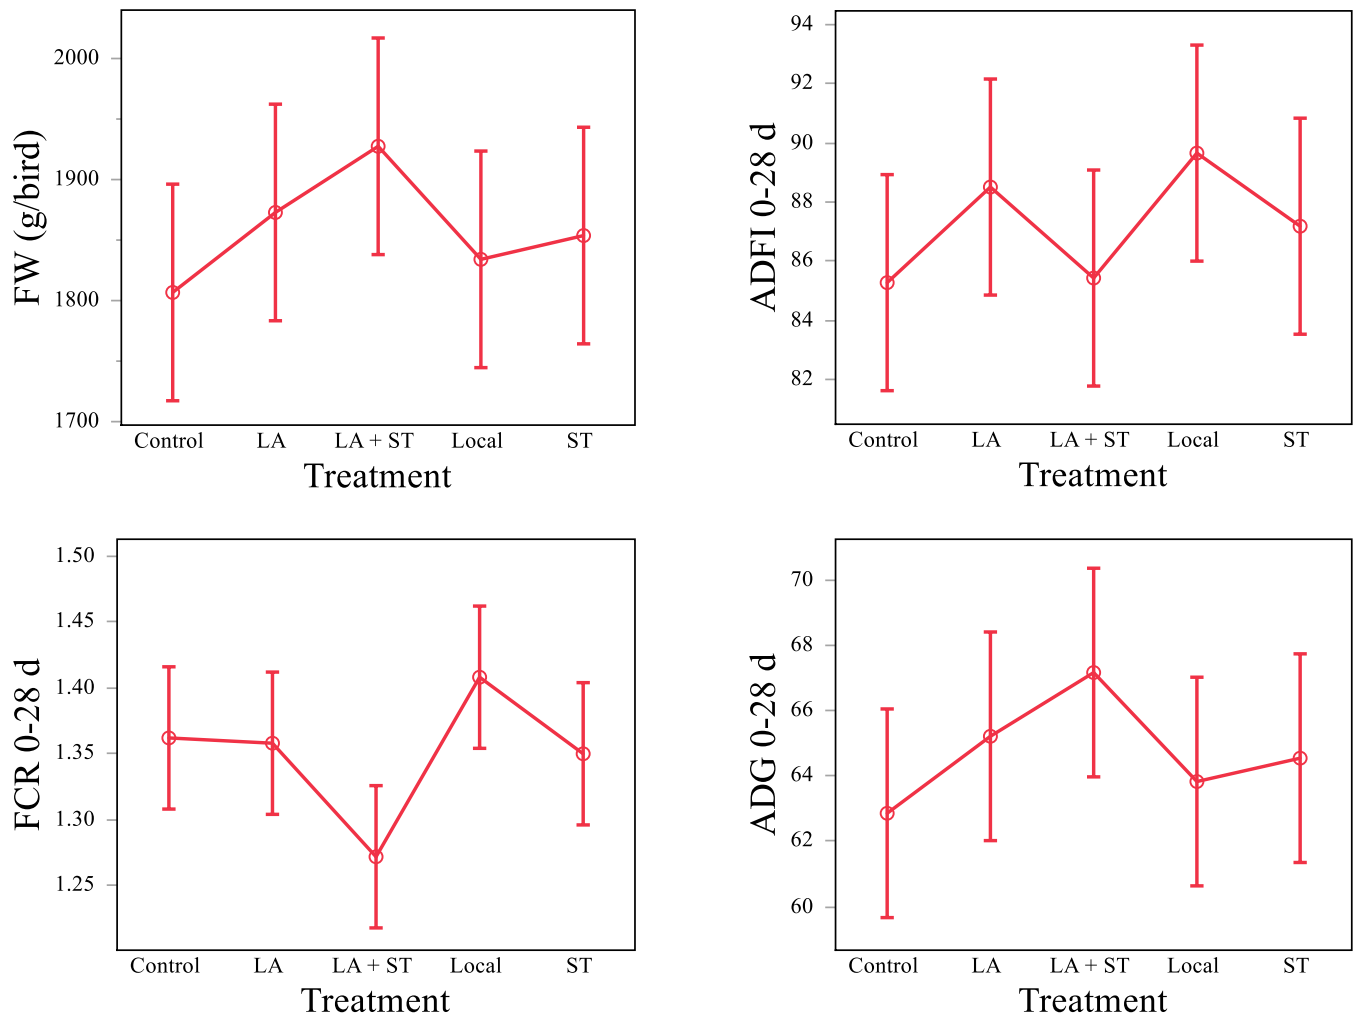 FW (g/bird)
2000
1900
1800
1700
Control LA LA + ST Local ST
Treatment
ADFI 0-28 d
94
92
90
88
86
84
82
Control LA LA + ST Local ST
Treatment
FCR 0-28 d
1.50
1.45
1.40
1.35
1.30
1.25
Control LA LA + ST Local ST
Treatment
ADG 0-28 d
70
68
66
64
62
60
Control LA LA + ST Local ST
Treatment